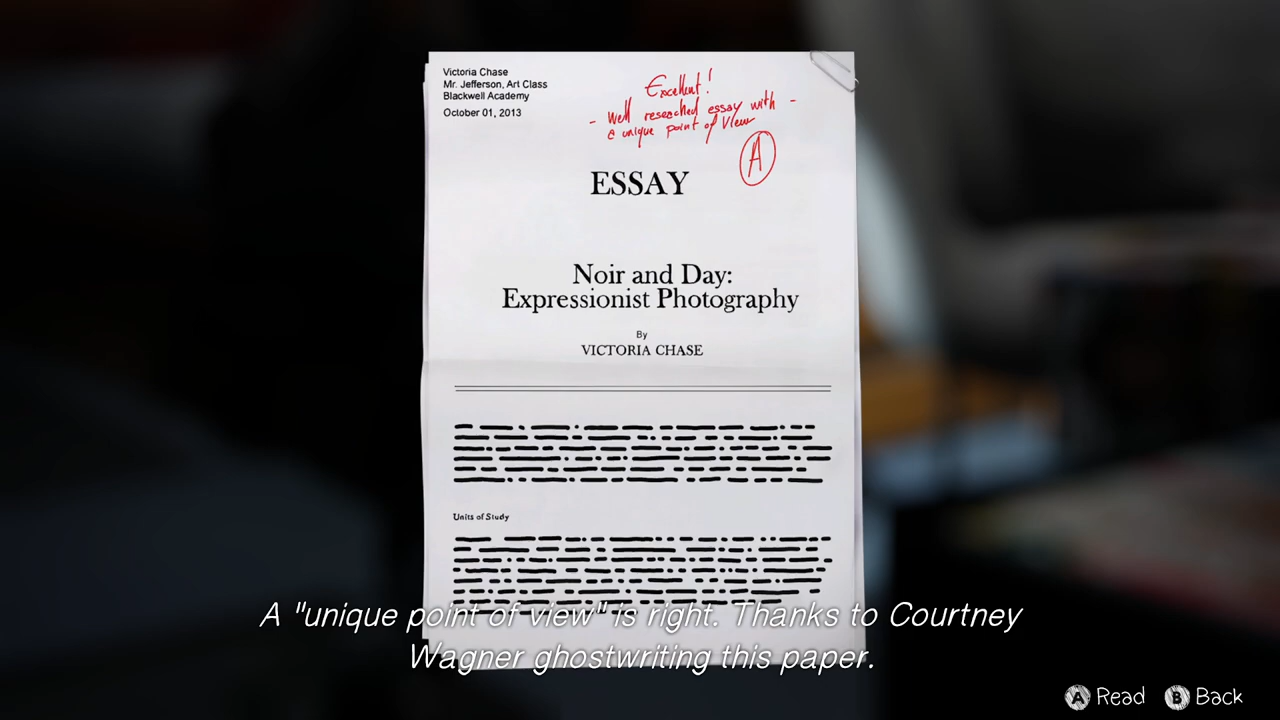 Victoria Chase
Mr. Jefferson, Art Class
Blackwell Academy
October 01, 2013
Excellent!
- Well reseached essay with -
a unique point of View
A
ESSAY
Noir and Day:
Expressionist Photography
By
VICTORIA CHASE
Units of Study
A "unique point of view" is right. Thanks to Courtney
Wagner ghostwriting this paper.
A Read B Back